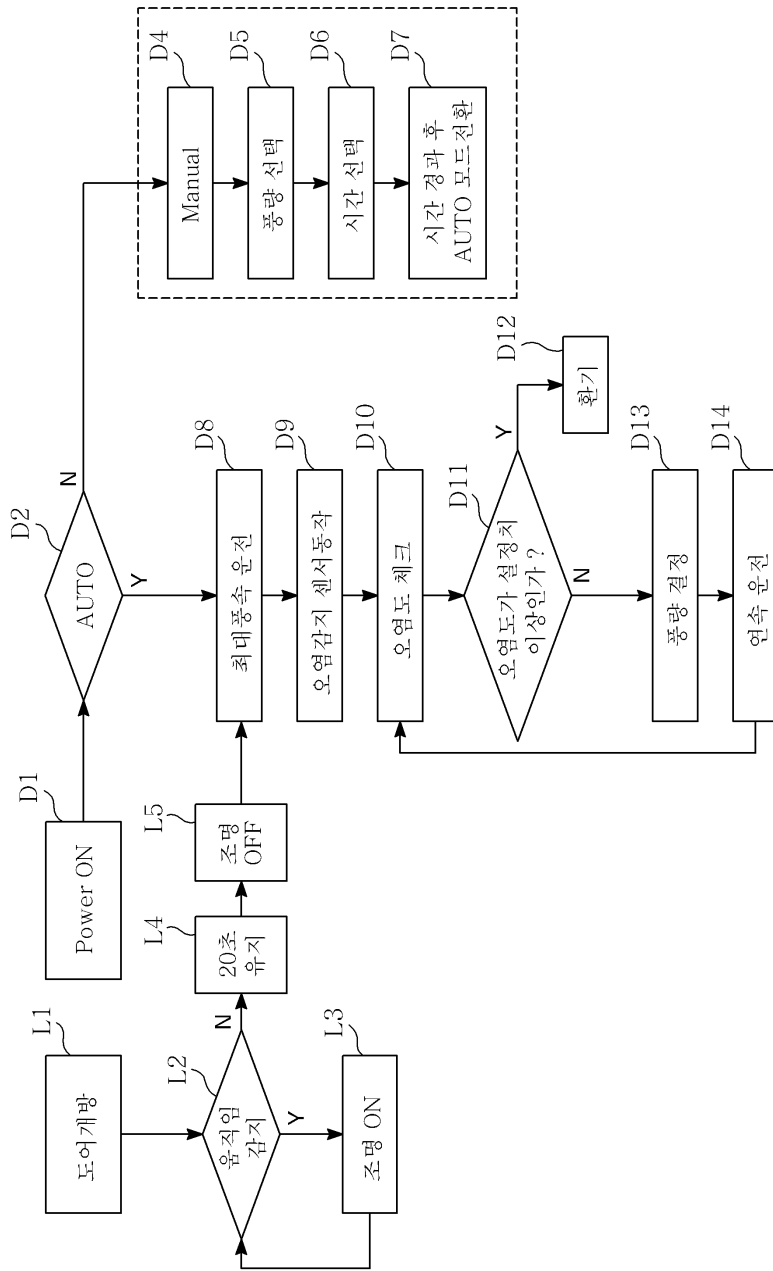 도어개방
L1
움직임
감지
L2
Y
N
조명 ON
L3
20초
유지
L4
조명
OFF
L5
Power ON
D1
AUTO
D2
Y
N
Manual
D4
풍량 선택
D5
시간 선택
D6
시간 경과 후
AUTO 모드전환
D7
최대풍속 운전
D8
오염감지 센서동작
D9
오염도 체크
D10
오염도가 설정치
이상인가 ?
D11
Y
N
환기
D12
풍량 결정
D13
연속 운전
D14